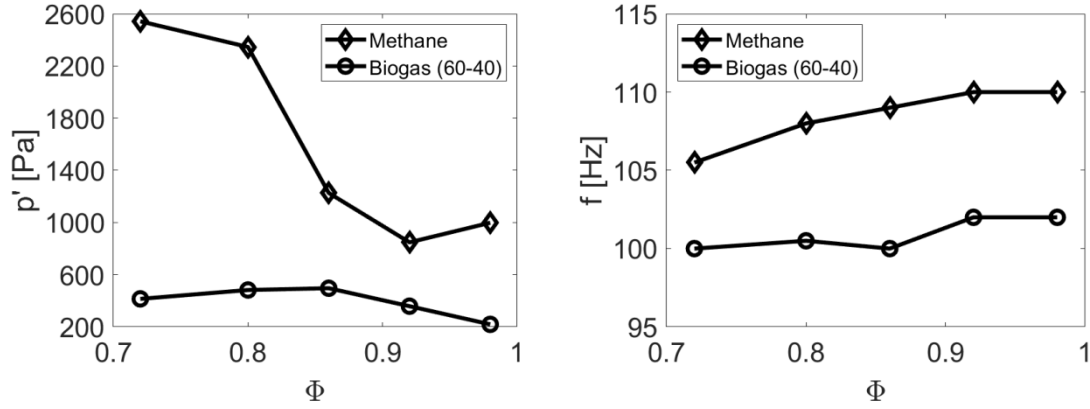 p' [Pa]
2600
2200
1800
1400
1000
600
200
0.7
0.8
0.9
1
Φ
Methane
Biogas (60-40)
f [Hz]
115
110
105
100
95
0.7
0.8
0.9
1
Φ
Methane
Biogas (60-40)